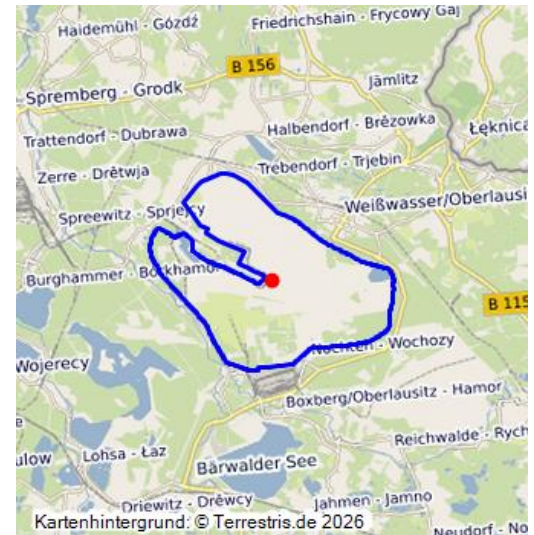 Haidemühl - Gózdź
Friedrichshain - Frycowy Gaj
B 156
Jämlitz
Spremberg - Grodk
Trattendorf - Dubrawa
Halbendorf - Brězowka
Łęknica
Zerre - Drětwja
Trebendorf - Trjebin
Spreewitz - Sprjejcy
Weißwasser/Oberlausi
Burghammer - Bórkhamor
B 115
Nochten - Wochozy
Wojerecy
Boxberg/Oberlausitz - Hamor
Reichwalde - Rych
ulow
Lohsa - Łaz
Bärwalder See
Driewitz - Drěwcy
Jahmen - Jamno
Kartenhintergrund: © Terrestris.de 2026
Neudorf - No